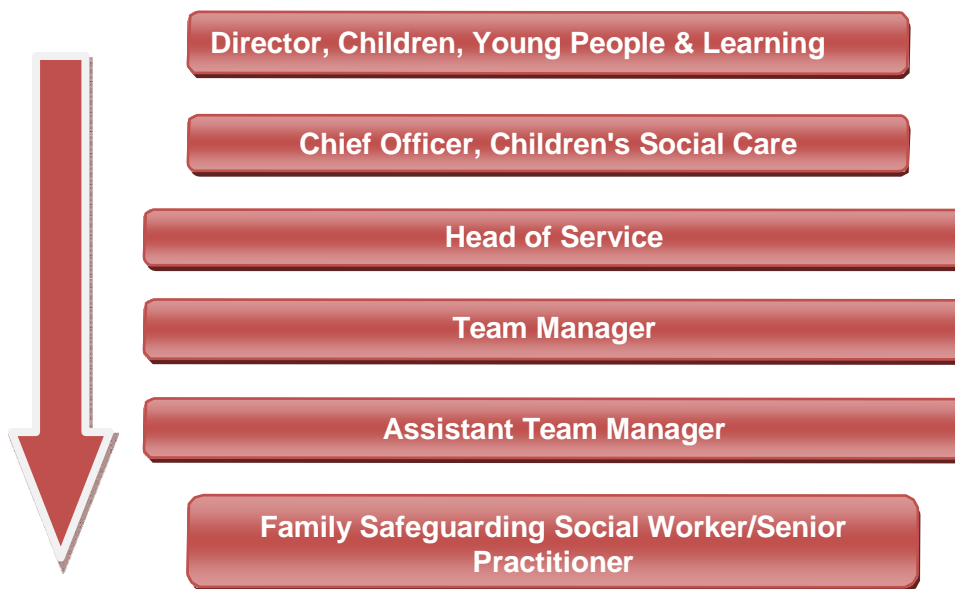 Director, Children, Young People & Learning
Chief Officer, Children's Social Care
Head of Service
Team Manager
Assistant Team Manager
Family Safeguarding Social Worker/Senior
Practitioner